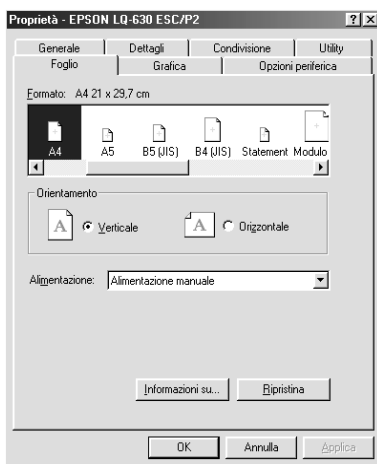 Proprietà - EPSON LQ-630 ESC/P2
Generale Dettagli Condivisione Utility
Foglio Grafica Opzioni periferica
Formato: A4 21 x 29,7 cm
A4 A5 B5 (JIS) B4 (JIS) Statement Modulo
Orientamento
A Verticale A Orizzontale
Alimentazione: Alimentazione manuale
Informazioni su... Ripristina
OK Annulla Applica